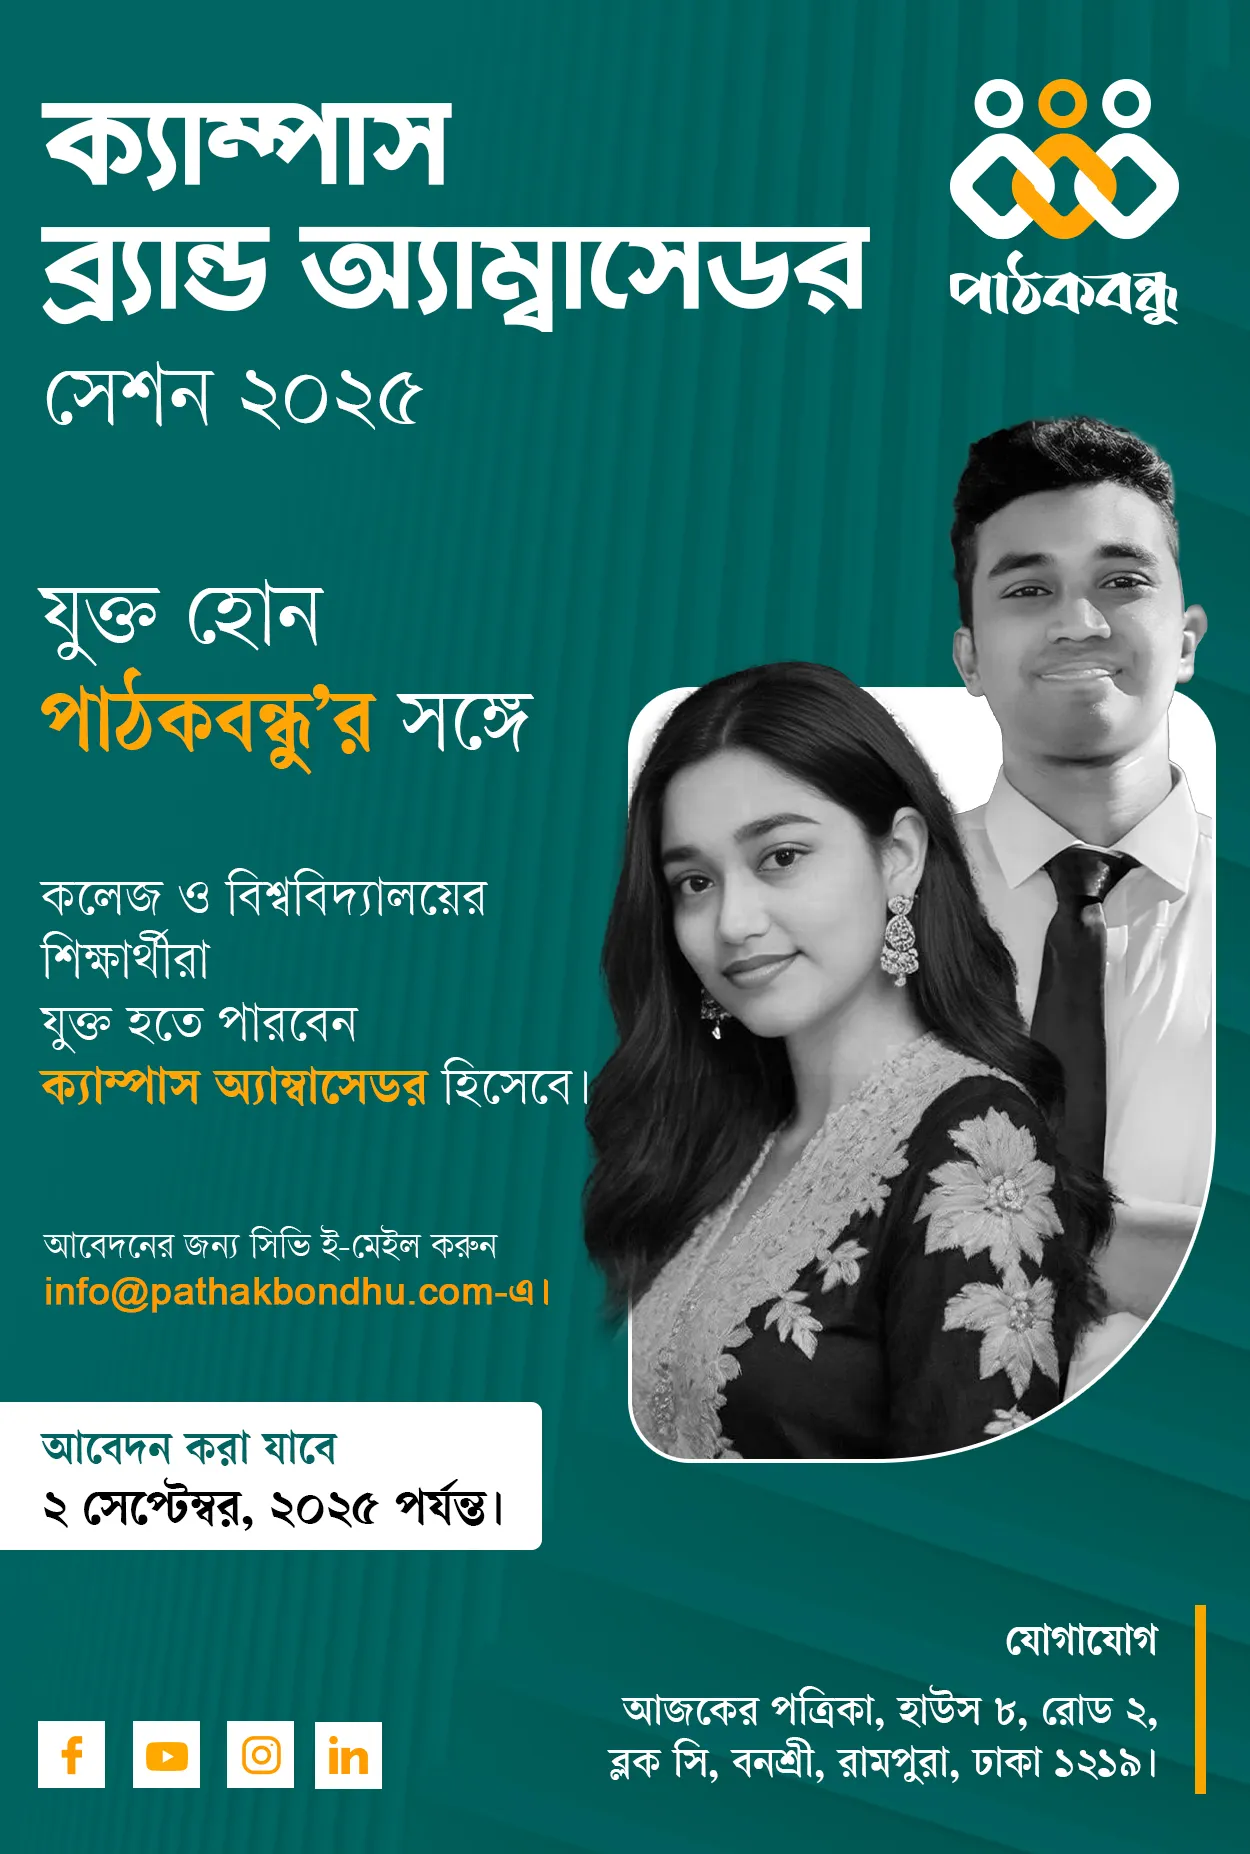 ক্যাম্পাস
ব্র্যান্ড অ্যাম্বাসেডর
সেশন ২০২৫
পাঠকবন্ধু
যুক্ত হোন
পাঠকবন্ধু’র সঙ্গে
কলেজ ও বিশ্ববিদ্যালয়ের
শিক্ষার্থীরা
যুক্ত হতে পারবেন
ক্যাম্পাস অ্যাম্বাসেডর হিসেবে।
আবেদনের জন্য সিভি ই-মেইল করুন
info@pathakbondhu.com-এ।
আবেদন করা যাবে
২ সেপ্টেম্বর, ২০২৫ পর্যন্ত।
যোগাযোগ
আজকের পত্রিকা, হাউস ৮, রোড ২,
ব্লক সি, বনশ্রী, রামপুরা, ঢাকা ১২১৯।